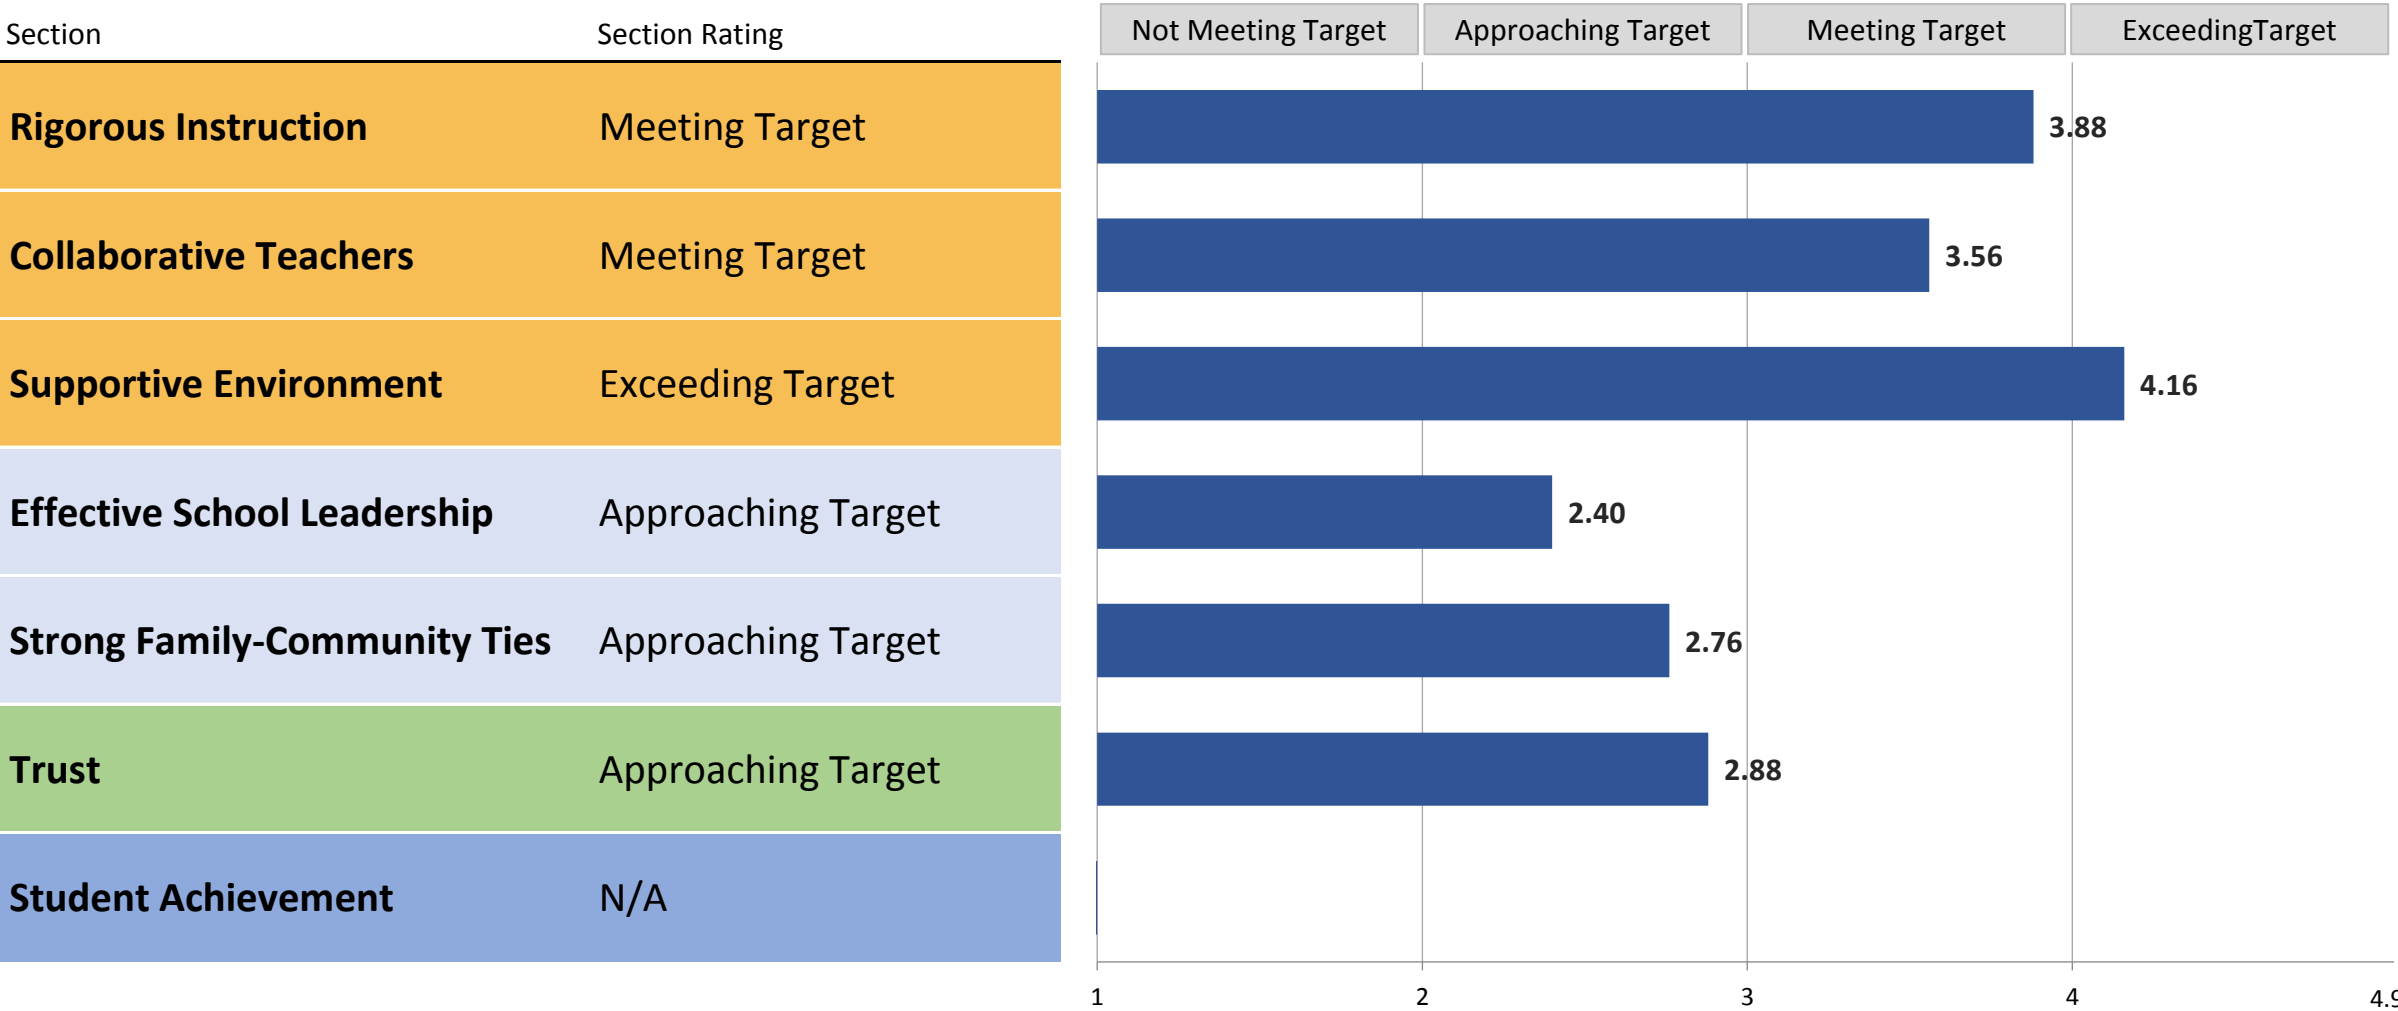 Section Section Rating Not Meeting Target Approaching Target Meeting Target ExceedingTarget
Rigorous Instruction Meeting Target 3.88
Collaborative Teachers Meeting Target 3.56
Supportive Environment Exceeding Target 4.16
Effective School Leadership Approaching Target 2.40
Strong Family-Community Ties Approaching Target 2.76
Trust Approaching Target 2.88
Student Achievement N/A
1 2 3 4 4.9